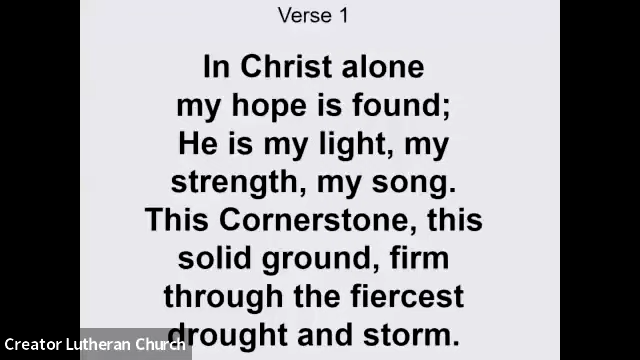 Verse 1
In Christ alone
my hope is found;
He is my light, my
strength, my song.
This Cornerstone, this
solid ground, firm
through the fiercest
drought and storm.
Creator Lutheran Church